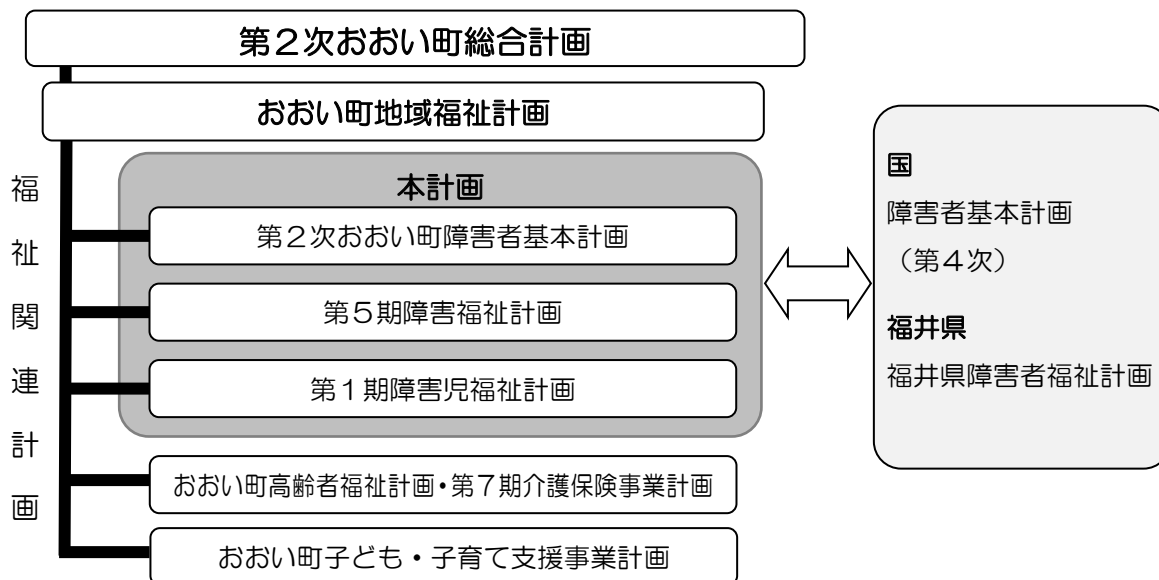 第２次おおい町総合計画
おおい町地域福祉計画
福祉関連計画
本計画
第２次おおい町障害者基本計画
第５期障害福祉計画
第１期障害児福祉計画
おおい町高齢者福祉計画・第７期介護保険事業計画
おおい町子ども・子育て支援事業計画
国
障害者基本計画
（第４次）
福井県
福井県障害者福祉計画